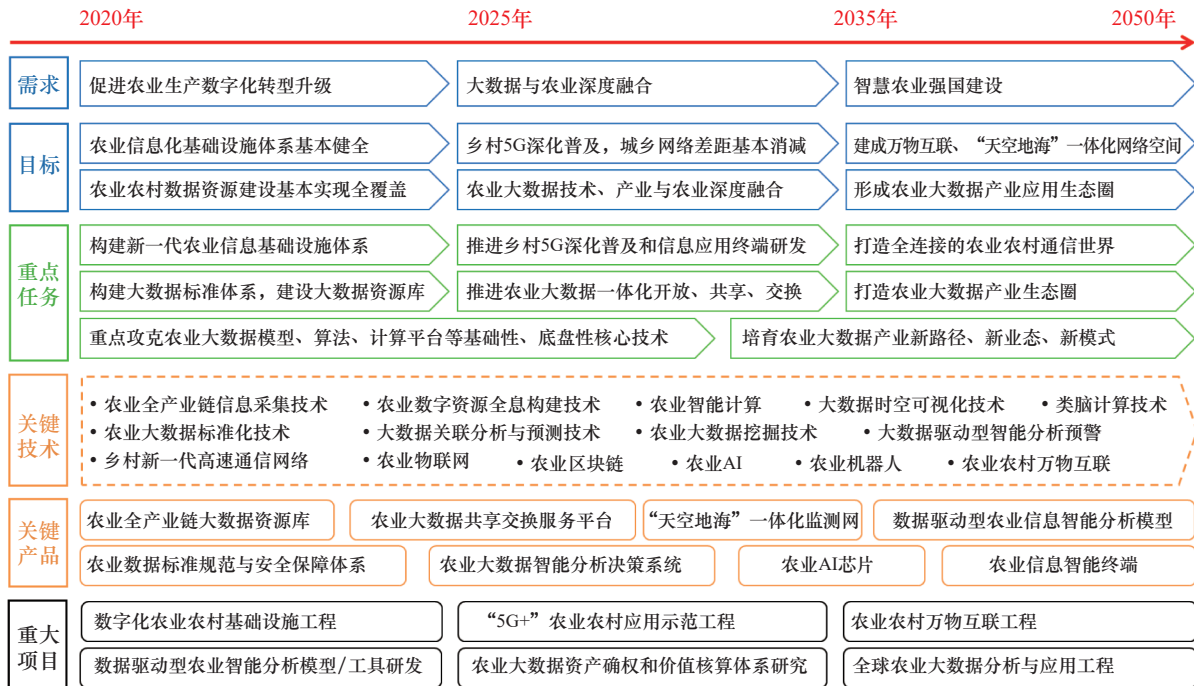 2020年 2025年 2035年 2050年
需求 促进农业生产数字化转型升级 大数据与农业深度融合 智慧农业强国建设
目标
农业信息化基础设施体系基本健全 乡村5G深化普及，城乡网络差距基本消减 建成万物互联、“天空地海”一体化网络空间
农业农村数据资源建设基本实现全覆盖 农业大数据技术、产业与农业深度融合 形成农业大数据产业应用生态圈
重点
任务
构建新一代农业信息基础设施体系 推进乡村5G深化普及和信息应用终端研发 打造全连接的农业农村通信世界
构建大数据标准体系，建设大数据资源库 推进农业大数据一体化开放、共享、交换 打造农业大数据产业生态圈
重点攻克农业大数据模型、算法、计算平台等基础性、底盘性核心技术 培育农业大数据产业新路径、新业态、新模式
关键
技术
• 农业全产业链信息采集技术 • 农业数字资源全息构建技术 • 农业智能计算 • 大数据时空可视化技术 • 类脑计算技术
• 农业大数据标准化技术 • 大数据关联分析与预测技术 • 农业大数据挖掘技术 • 大数据驱动型智能分析预警
• 乡村新一代高速通信网络 • 农业物联网 • 农业区块链 • 农业AI • 农业机器人 • 农业农村万物互联
关键
产品
农业全产业链大数据资源库 农业大数据共享交换服务平台 “天空地海”一体化监测网 数据驱动型农业信息智能分析模型
农业数据标准规范与安全保障体系 农业大数据智能分析决策系统 农业AI芯片 农业信息智能终端
重大
项目
数字化农业农村基础设施工程 “5G+”农业农村应用示范工程 农业农村万物互联工程
数据驱动型农业智能分析模型/工具研发 农业大数据资产确权和价值核算体系研究 全球农业大数据分析与应用工程